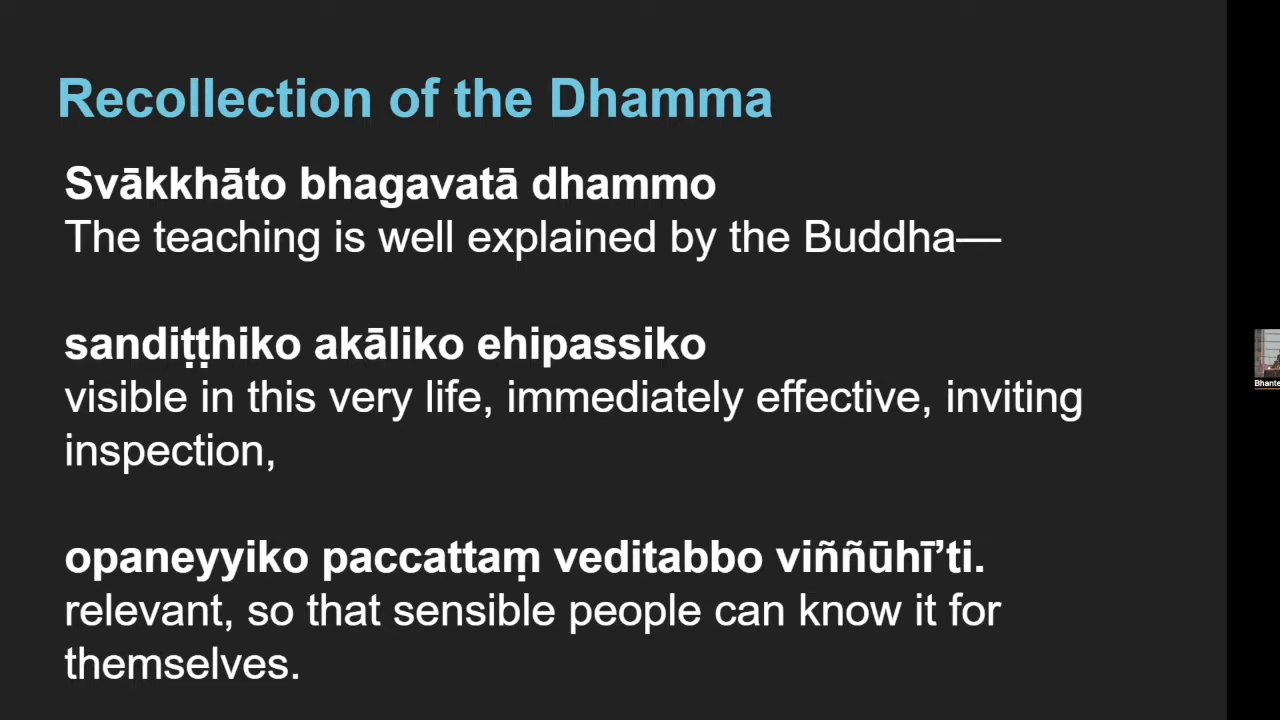 Recollection of the Dhamma
Svākkhāto bhagavatā dhammo
The teaching is well explained by the Buddha—
sandiṭṭhiko akāliko ehipassiko
visible in this very life, immediately effective, inviting
inspection,
opaneyyiko paccattaṃ veditabbo viññūhī’ti.
relevant, so that sensible people can know it for
themselves.
Bhante